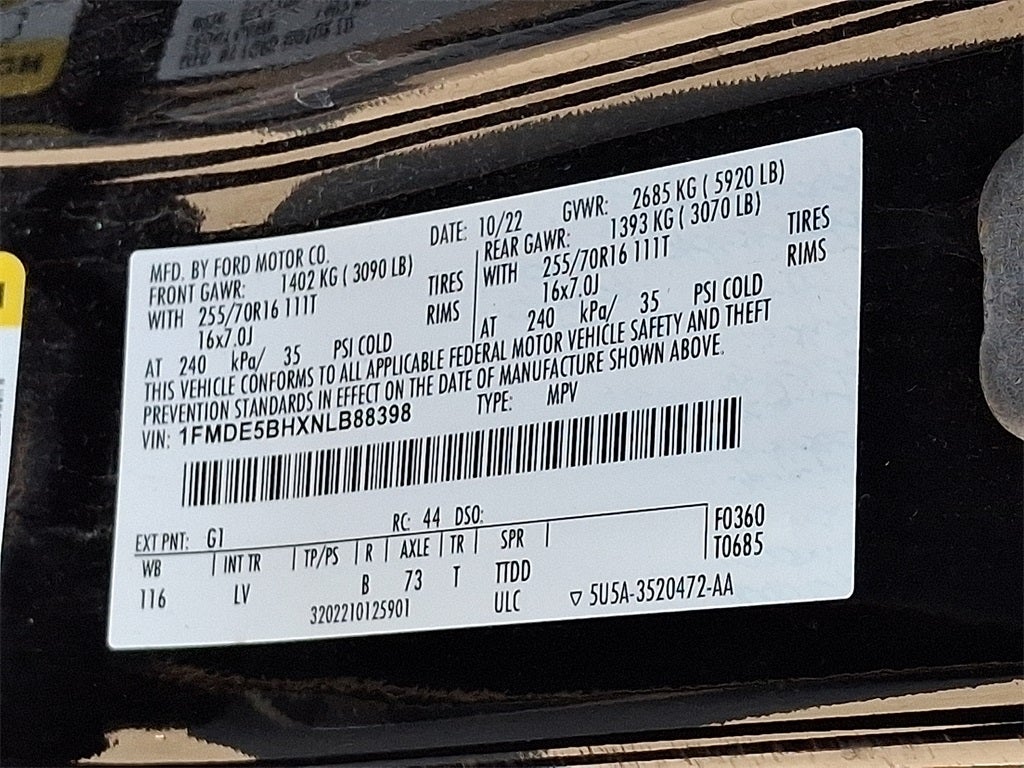 MFD. BY FORD MOTOR CO.
DATE: 10/22
GVWR: 2685 KG ( 5920 LB)
FRONT GAWR: 1402 KG ( 3090 LB)
WITH 255/70R16 111T TIRES
16x7.0J RIMS
AT 240 kPa/ 35 PSI COLD
REAR GAWR: 1393 KG ( 3070 LB)
WITH 255/70R16 111T TIRES
16x7.0J RIMS
AT 240 kPa/ 35 PSI COLD
THIS VEHICLE CONFORMS TO ALL APPLICABLE FEDERAL MOTOR VEHICLE SAFETY AND THEFT
PREVENTION STANDARDS IN EFFECT ON THE DATE OF MANUFACTURE SHOWN ABOVE.
VIN: 1FMDE5BHXNLB88398 TYPE: MPV
EXT PNT: G1 RC: 44 DSO:
F0360
T0685
WB INT TR TP/PS R AXLE TR SPR
116 LV B 73 T TTDD
3202210125901 ULC ▽ 5U5A-3520472-AA